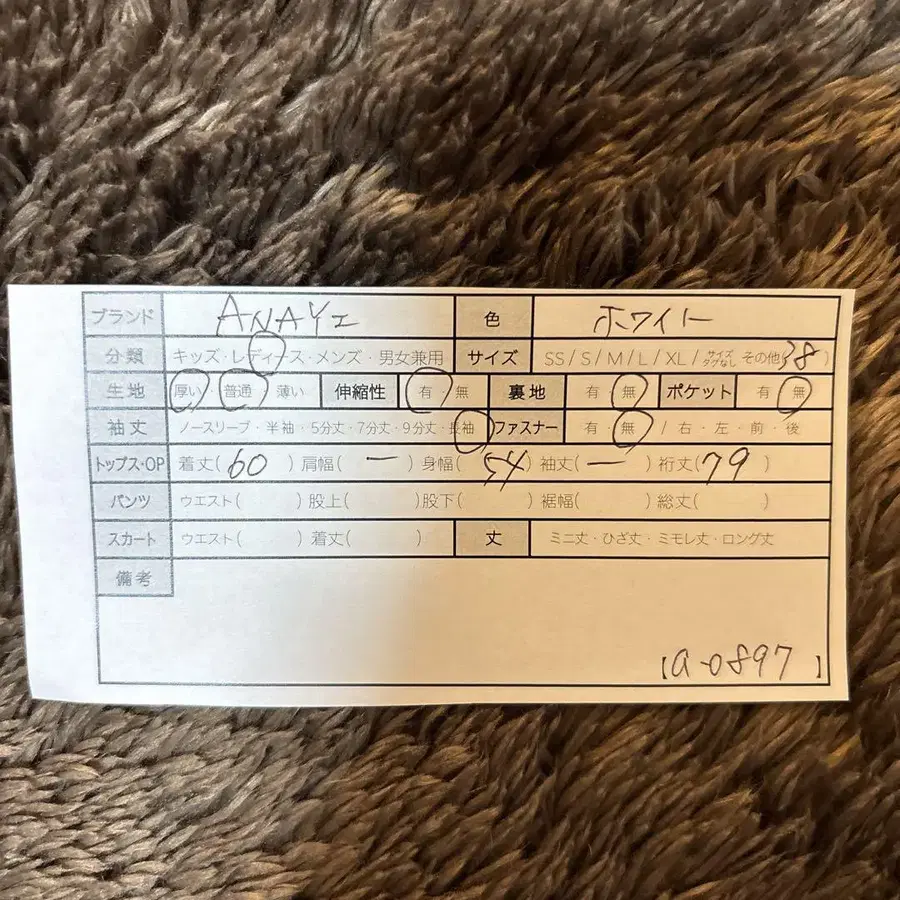 ブランド ANAYI 色 ホワイト
分類 キッズ・レディース・メンズ・男女兼用 サイズ SS / S / M / L / XL / サイズタグなし その他(38)
生地 厚い 普通 薄い 伸縮性 有 無 裏地 有 無 ポケット 有 無
袖丈 ノースリーブ・半袖・5分丈・7分丈・9分丈・長袖 ファスナー 有・無 / 右・左・前・後
トップス・OP 着丈( 60 ) 肩幅( ー ) 身幅( 54 ) 袖丈( ー ) 裄丈( 79 )
パンツ ウエスト( ) 股上( ) 股下( ) 裾幅( ) 総丈( )
スカート ウエスト( ) 着丈( ) 丈 ミニ丈・ひざ丈・ミモレ丈・ロング丈
備考
【a-0897】